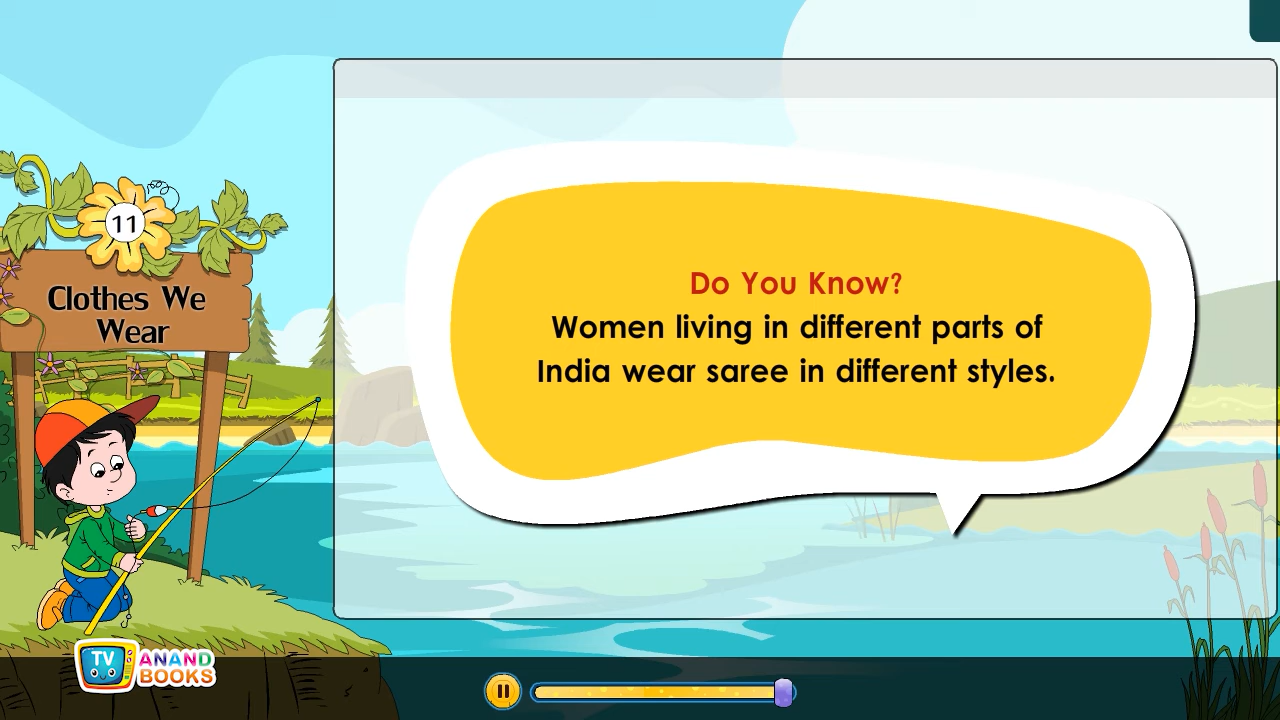 11
Clothes We
Wear
Do You Know?
Women living in different parts of
India wear saree in different styles.
TV
ANAND
BOOKS